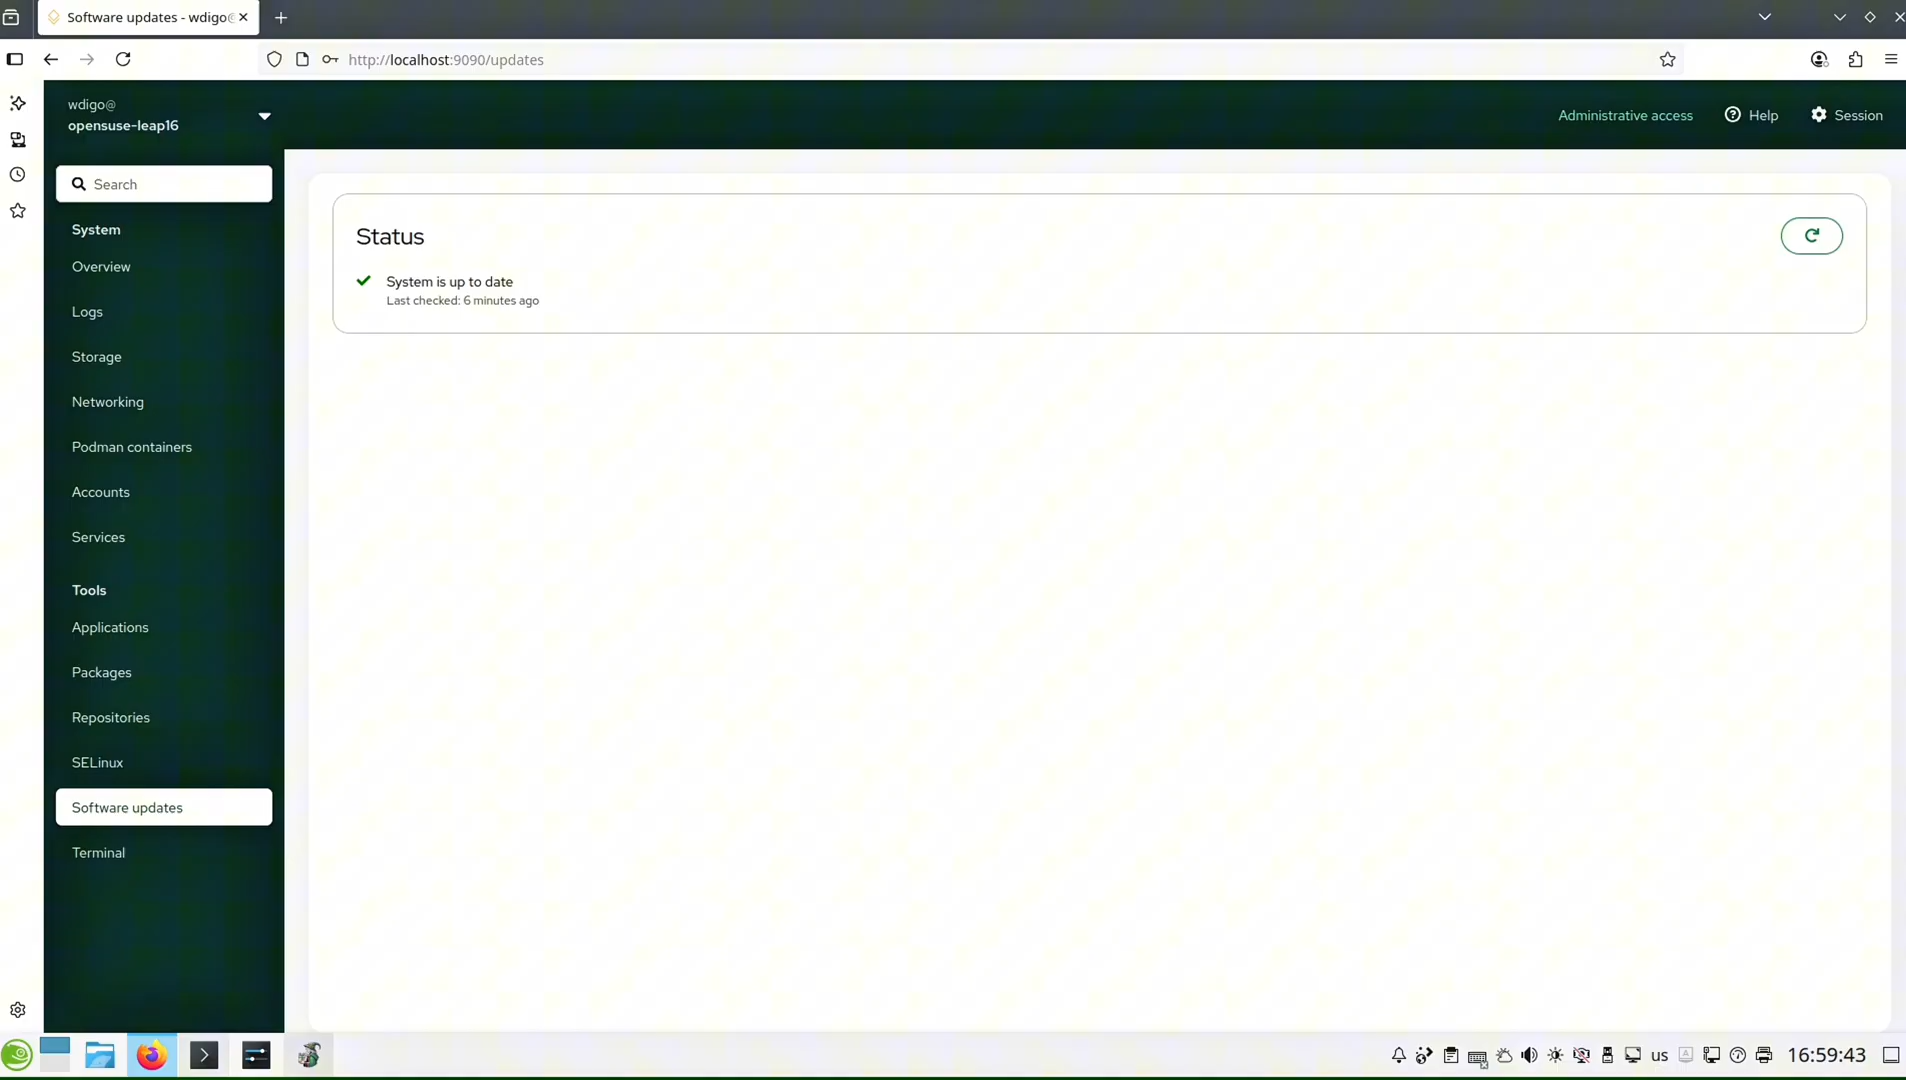 Software updates - wdigo@
http://localhost:9090/updates
wdigo@
opensuse-leap16
Administrative access
Help
Session
Search
System
Overview
Logs
Storage
Networking
Podman containers
Accounts
Services
Tools
Applications
Packages
Repositories
SELinux
Software updates
Terminal
Status
System is up to date
Last checked: 6 minutes ago
us
16:59:43